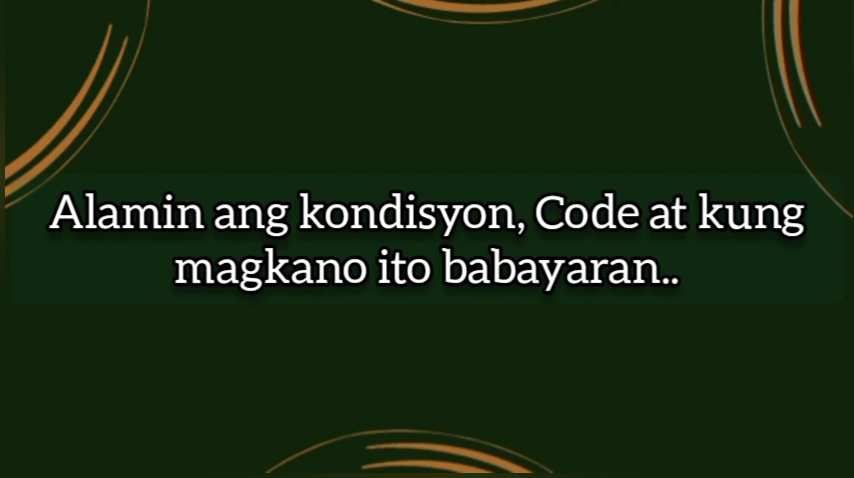 Alamin ang kondisyon, Code at kung
magkano ito babayaran..